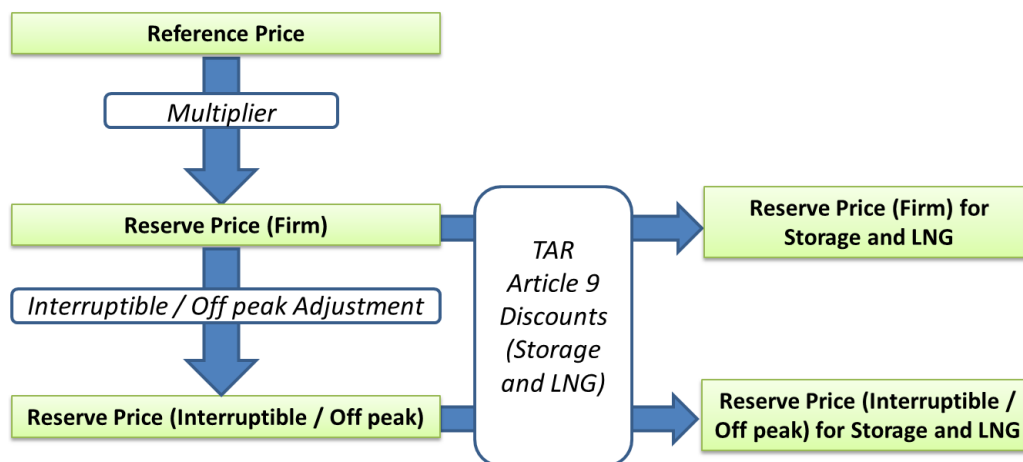 Reference Price
Multiplier
Reserve Price (Firm)
Interruptible / Off peak Adjustment
Reserve Price (Interruptible / Off peak)
TAR
Article 9
Discounts
(Storage
and LNG)
Reserve Price (Firm) for
Storage and LNG
Reserve Price (Interruptible /
Off peak) for Storage and LNG